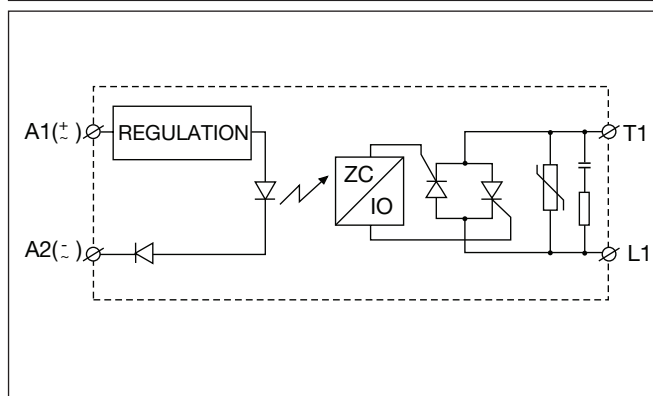 A1(+ ~)
REGULATION
ZC
IO
T1
A2(- ~)
L1